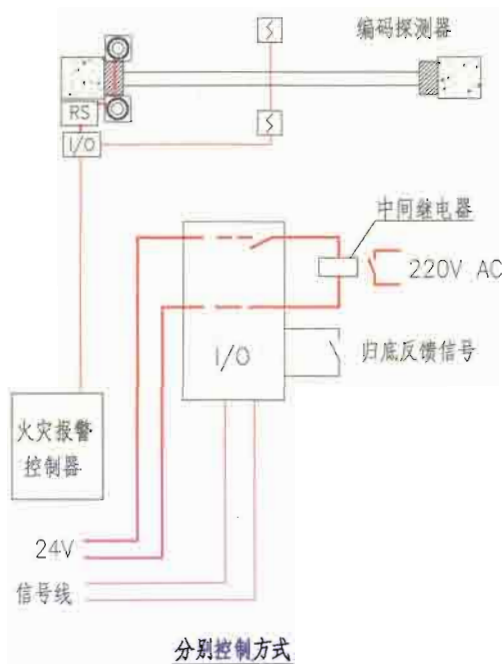 编码探测器
RS
I/O
中间继电器
220V AC
I/O
归底反馈信号
火灾报警
控制器
24V
信号线
分别控制方式